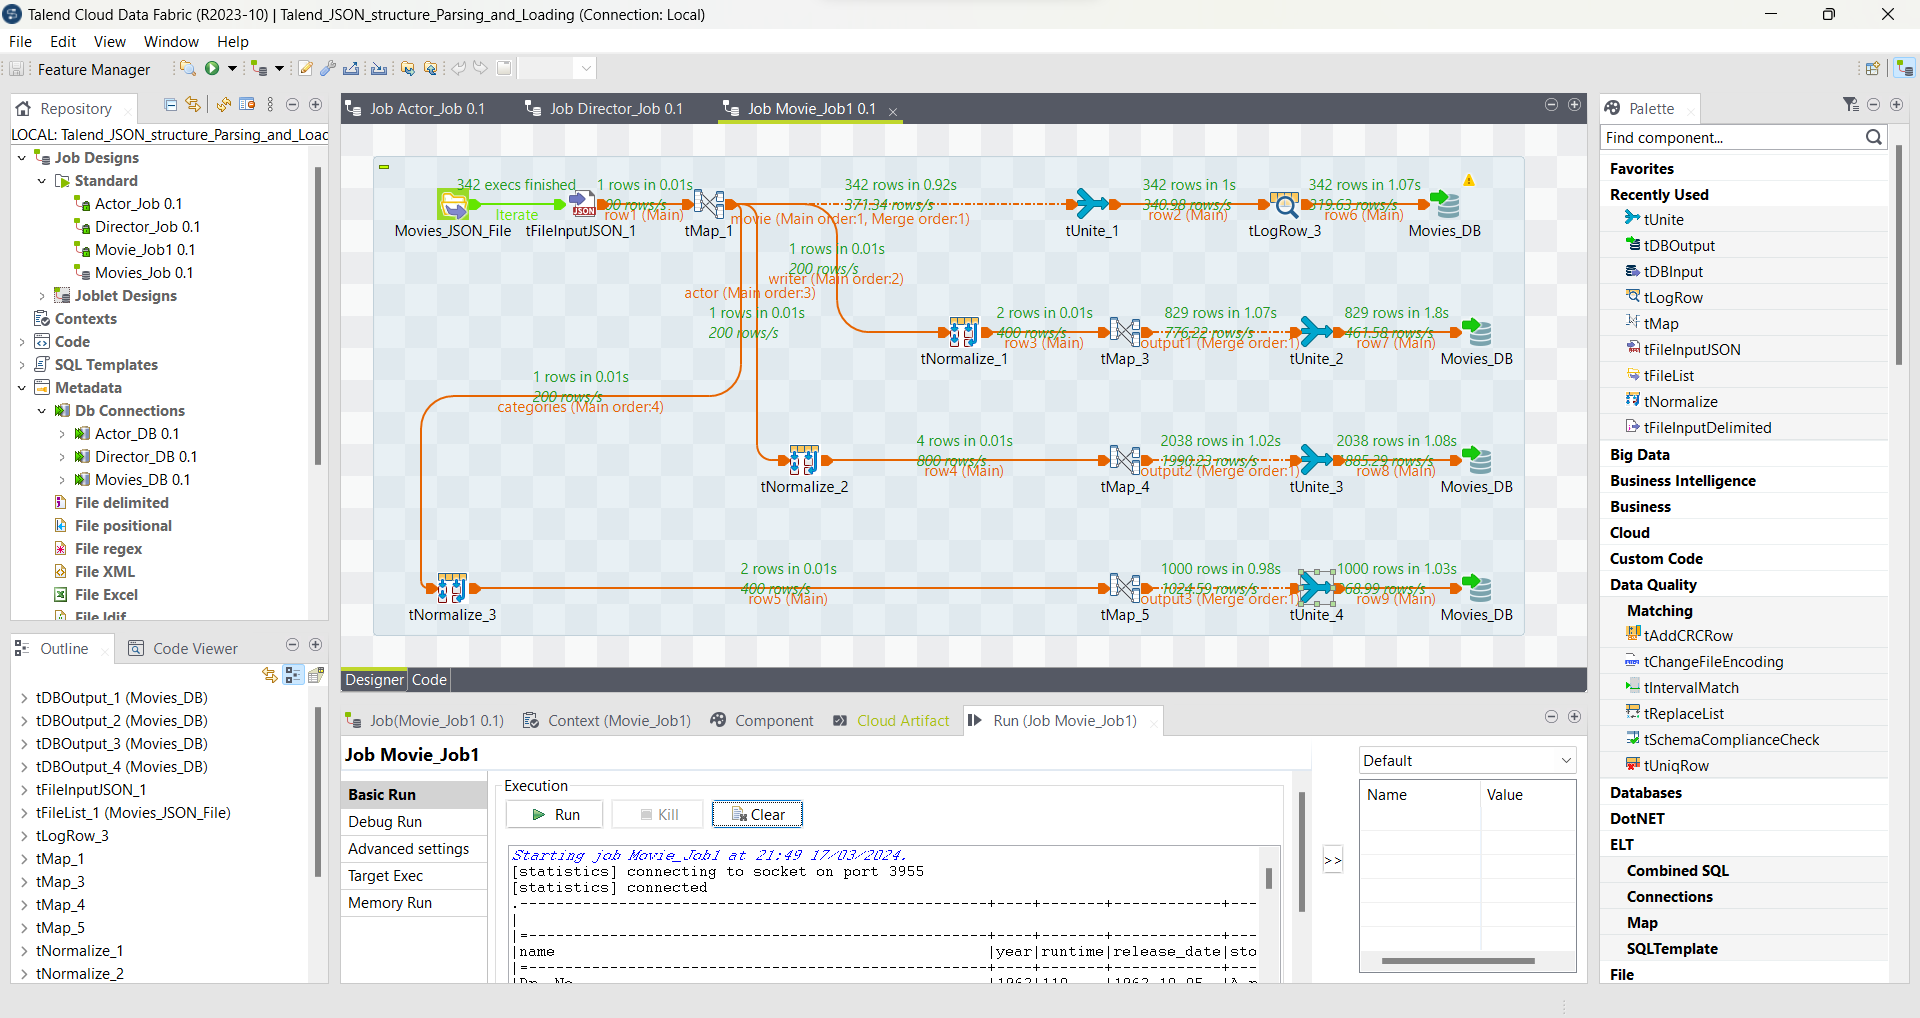 Talend Cloud Data Fabric (R2023-10) | Talend_JSON_structure_Parsing_and_Loading (Connection: Local)
File Edit View Window Help
Feature Manager
Repository
LOCAL: Talend_JSON_structure_Parsing_and_Loac
Job Designs
Standard
Actor_Job 0.1
Director_Job 0.1
Movie_Job1 0.1
Movies_Job 0.1
Joblet Designs
Contexts
Code
SQL Templates
Metadata
Db Connections
Actor_DB 0.1
Director_DB 0.1
Movies_DB 0.1
File delimited
File positional
File regex
File XML
File Excel
File ldif
Outline
Code Viewer
tDBOutput_1 (Movies_DB)
tDBOutput_2 (Movies_DB)
tDBOutput_3 (Movies_DB)
tDBOutput_4 (Movies_DB)
tFileInputJSON_1
tFileList_1 (Movies_JSON_File)
tLogRow_3
tMap_1
tMap_3
tMap_4
tMap_5
tNormalize_1
tNormalize_2
Job Actor_Job 0.1
Job Director_Job 0.1
Job Movie_Job1 0.1
342 execs finished
1 rows in 0.01s
342 rows in 0.92s
342 rows in 1s
342 rows in 1.07s
371.34 rows/s
340.98 rows/s
319.63 rows/s
Iterate
row1 (Main)
movie (Main order:1, Merge order:1)
row2 (Main)
row6 (Main)
JSON
Movies_JSON_File
tFileInputJSON_1
tMap_1
tUnite_1
tLogRow_3
Movies_DB
1 rows in 0.01s
200 rows/s
writer (Main order:2)
actor (Main order:3)
1 rows in 0.01s
200 rows/s
2 rows in 0.01s
829 rows in 1.07s
829 rows in 1.8s
400 rows/s
776.22 rows/s
461.58 rows/s
row3 (Main)
output1 (Merge order:1)
row7 (Main)
tNormalize_1
tMap_3
tUnite_2
Movies_DB
1 rows in 0.01s
200 rows/s
categories (Main order:4)
4 rows in 0.01s
2038 rows in 1.02s
2038 rows in 1.08s
800 rows/s
1990.23 rows/s
row4 (Main)
output2 (Merge order:1)
row8 (Main)
tNormalize_2
tMap_4
tUnite_3
Movies_DB
2 rows in 0.01s
1000 rows in 0.98s
1000 rows in 1.03s
400 rows/s
1024.59 rows/s
row5 (Main)
output3 (Merge order:1)
row9 (Main)
tNormalize_3
tMap_5
tUnite_4
Movies_DB
Designer
Code
Job(Movie_Job1 0.1)
Context (Movie_Job1)
Component
Cloud Artifact
Run (Job Movie_Job1)
Job Movie_Job1
Basic Run
Debug Run
Advanced settings
Target Exec
Memory Run
Execution
Run
Kill
Clear
Starting job Movie_Job1 at 21:49 17/03/2024.
[statistics] connecting to socket on port 3955
[statistics] connected
|name |year|runtime|release_date|sto
|Dr. No |1962|110 |1962-10-05
>>
Default
Name Value
Palette
Find component...
Favorites
Recently Used
tUnite
tDBOutput
tDBInput
tLogRow
tMap
tFileInputJSON
tFileList
tNormalize
tFileInputDelimited
Big Data
Business Intelligence
Business
Cloud
Custom Code
Data Quality
Matching
tAddCRCRow
tChangeFileEncoding
tIntervalMatch
tReplaceList
tSchemaComplianceCheck
tUniqRow
Databases
DotNET
ELT
Combined SQL
Connections
Map
SQLTemplate
File